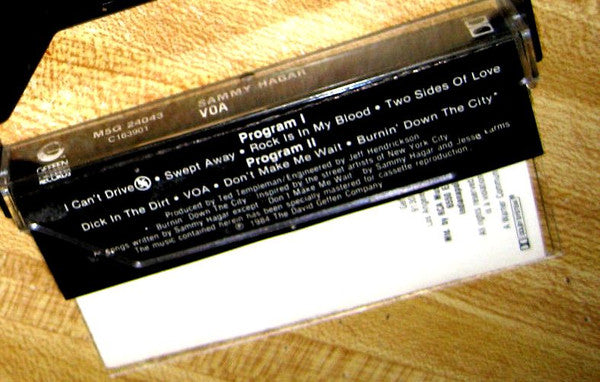 MSG 24043
C163901
SAMMY HAGAR
VOA
GEFFEN
RECORDS
Program I
I Can't Drive 55 • Swept Away • Rock Is In My Blood • Two Sides Of Love
Program II
Dick In The Dirt • VOA • Don't Make Me Wait • Burnin' Down The City*
Produced by Ted Templeman/Engineered by Jeff Hendrickson
* Burnin' Down The City inspired by the street artists of New York City
songs written by Sammy Hagar except Don't Make Me Wait by Sammy Hagar and Jesse Harms
The music contained herein has been specially mastered for cassette reproduction
1984 The David Geffen Company